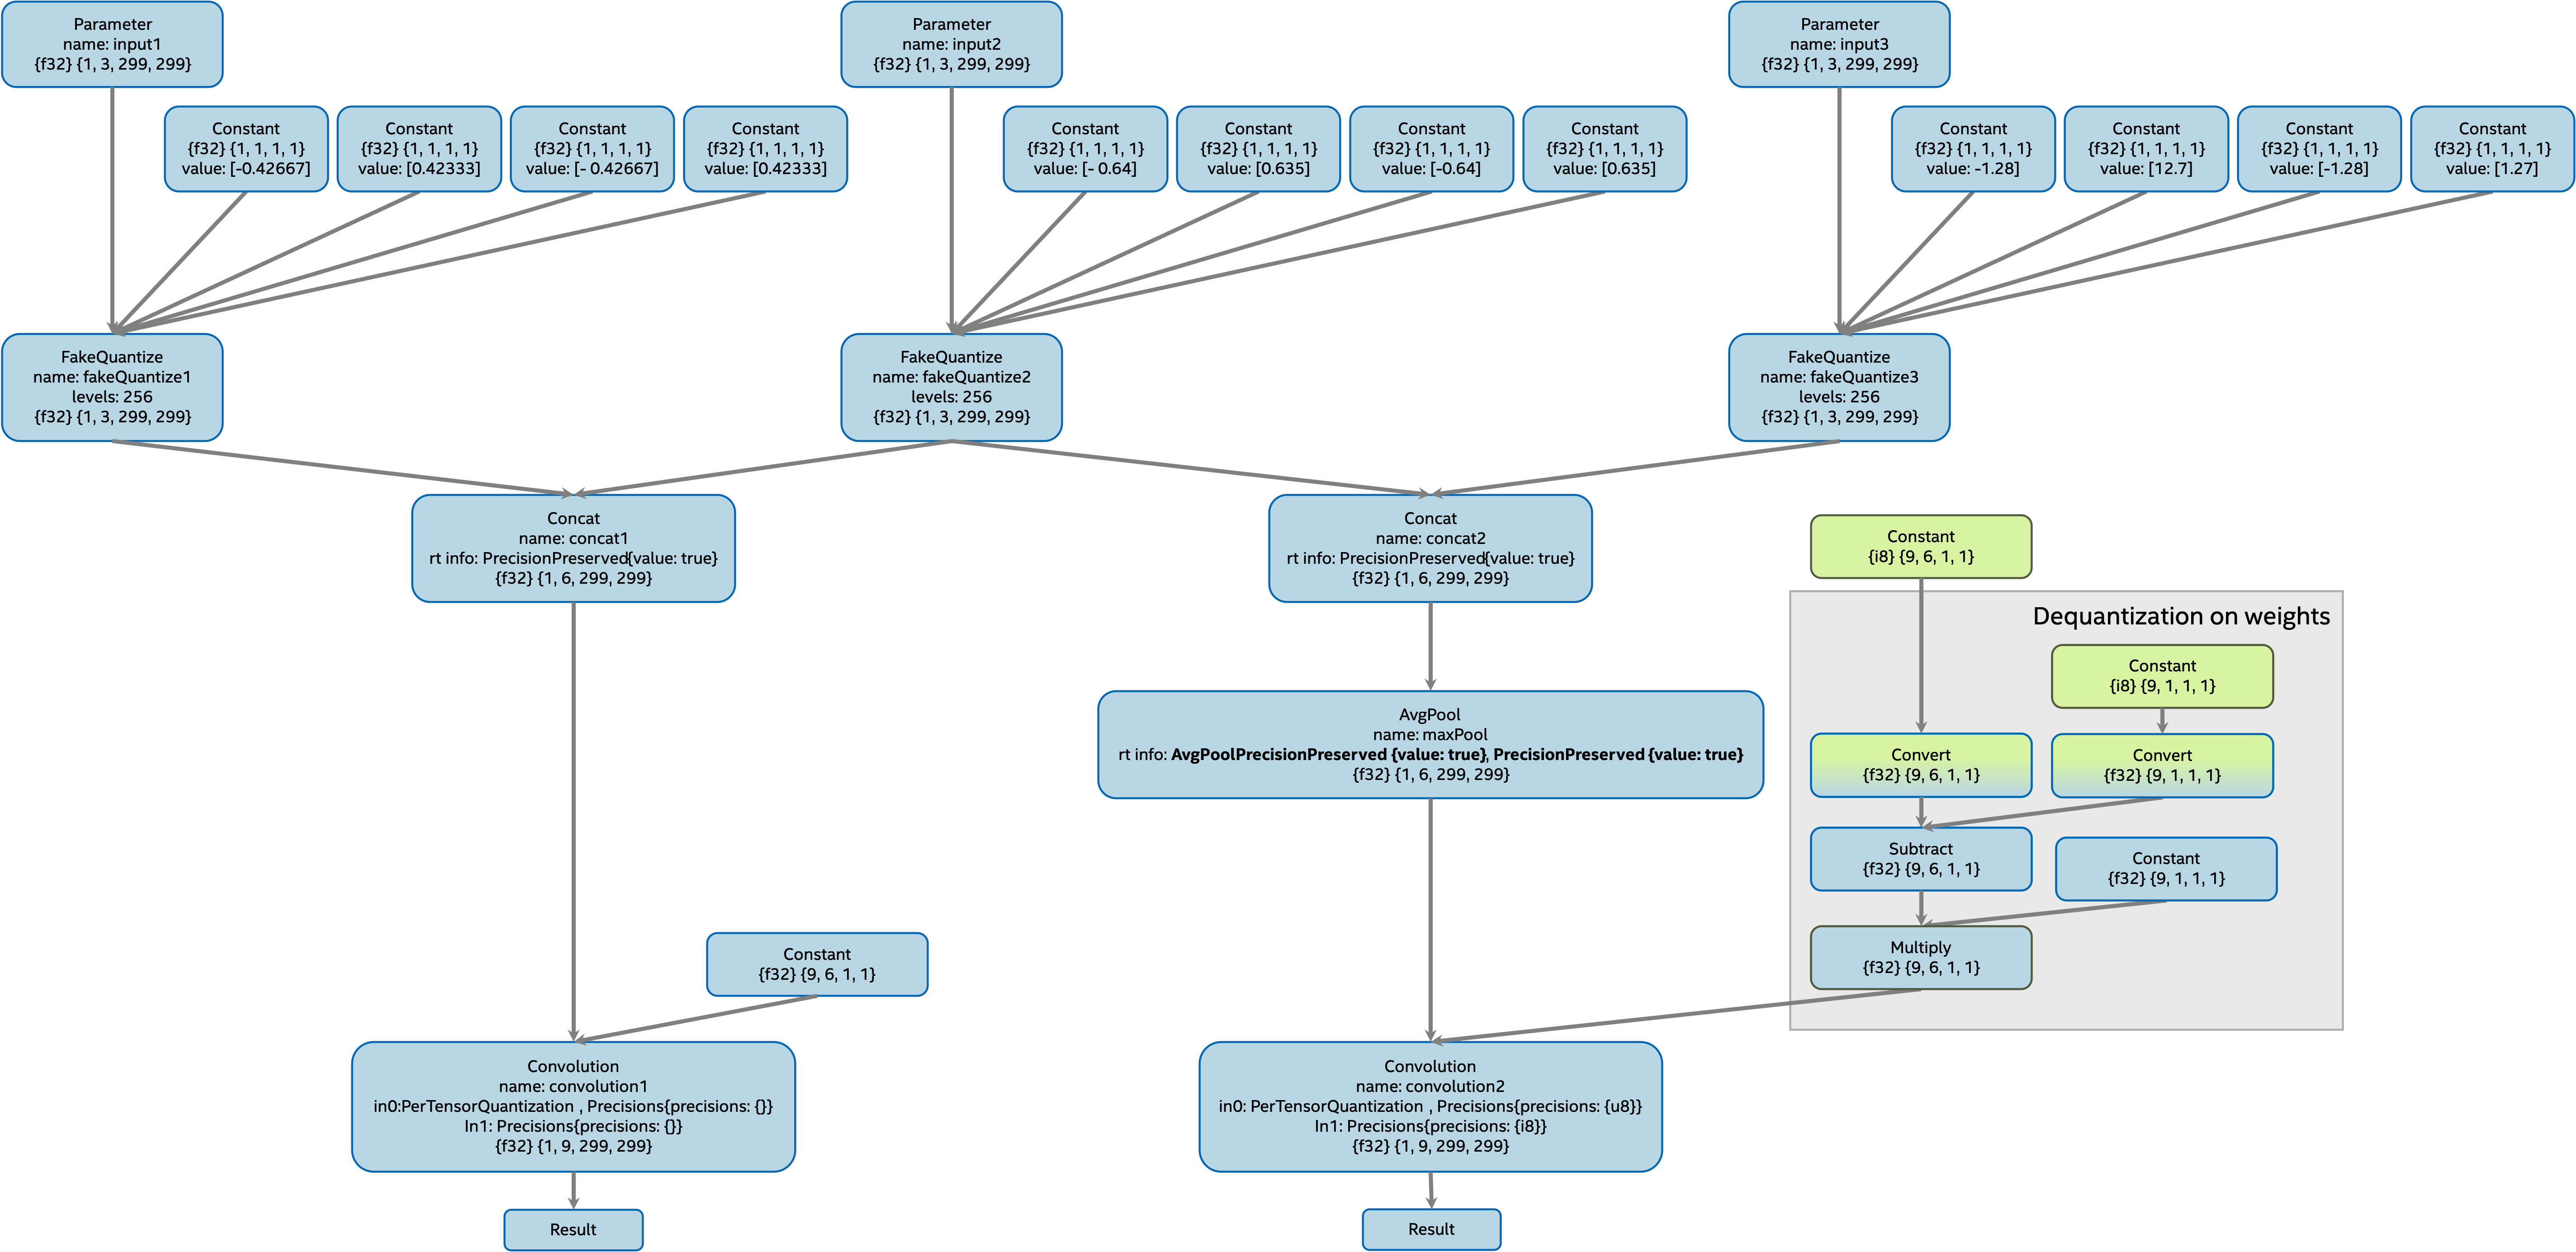 Parameter
name: input1
{f32} {1, 3, 299, 299}
Parameter
name: input2
{f32} {1, 3, 299, 299}
Parameter
name: input3
{f32} {1, 3, 299, 299}
Constant
{f32} {1, 1, 1, 1}
value: [-0.42667]
Constant
{f32} {1, 1, 1, 1}
value: [0.42333]
Constant
{f32} {1, 1, 1, 1}
value: [- 0.42667]
Constant
{f32} {1, 1, 1, 1}
value: [0.42333]
Constant
{f32} {1, 1, 1, 1}
value: [- 0.64]
Constant
{f32} {1, 1, 1, 1}
value: [0.635]
Constant
{f32} {1, 1, 1, 1}
value: [-0.64]
Constant
{f32} {1, 1, 1, 1}
value: [0.635]
Constant
{f32} {1, 1, 1, 1}
value: -1.28]
Constant
{f32} {1, 1, 1, 1}
value: [12.7]
Constant
{f32} {1, 1, 1, 1}
value: [-1.28]
Constant
{f32} {1, 1, 1, 1}
value: [1.27]
FakeQuantize
name: fakeQuantize1
levels: 256
{f32} {1, 3, 299, 299}
FakeQuantize
name: fakeQuantize2
levels: 256
{f32} {1, 3, 299, 299}
FakeQuantize
name: fakeQuantize3
levels: 256
{f32} {1, 3, 299, 299}
Concat
name: concat1
rt info: PrecisionPreserved{value: true}
{f32} {1, 6, 299, 299}
Concat
name: concat2
rt info: PrecisionPreserved{value: true}
{f32} {1, 6, 299, 299}
Constant
{i8} {9, 6, 1, 1}
Dequantization on weights
Constant
{i8} {9, 1, 1, 1}
AvgPool
name: maxPool
rt info: AvgPoolPrecisionPreserved {value: true}, PrecisionPreserved {value: true}
{f32} {1, 6, 299, 299}
Convert
{f32} {9, 6, 1, 1}
Convert
{f32} {9, 1, 1, 1}
Subtract
{f32} {9, 6, 1, 1}
Constant
{f32} {9, 1, 1, 1}
Multiply
{f32} {9, 6, 1, 1}
Constant
{f32} {9, 6, 1, 1}
Convolution
name: convolution1
in0:PerTensorQuantization , Precisions{precisions: {}}
In1: Precisions{precisions: {}}
{f32} {1, 9, 299, 299}
Convolution
name: convolution2
in0: PerTensorQuantization , Precisions{precisions: {u8}}
In1: Precisions{precisions: {i8}}
{f32} {1, 9, 299, 299}
Result
Result